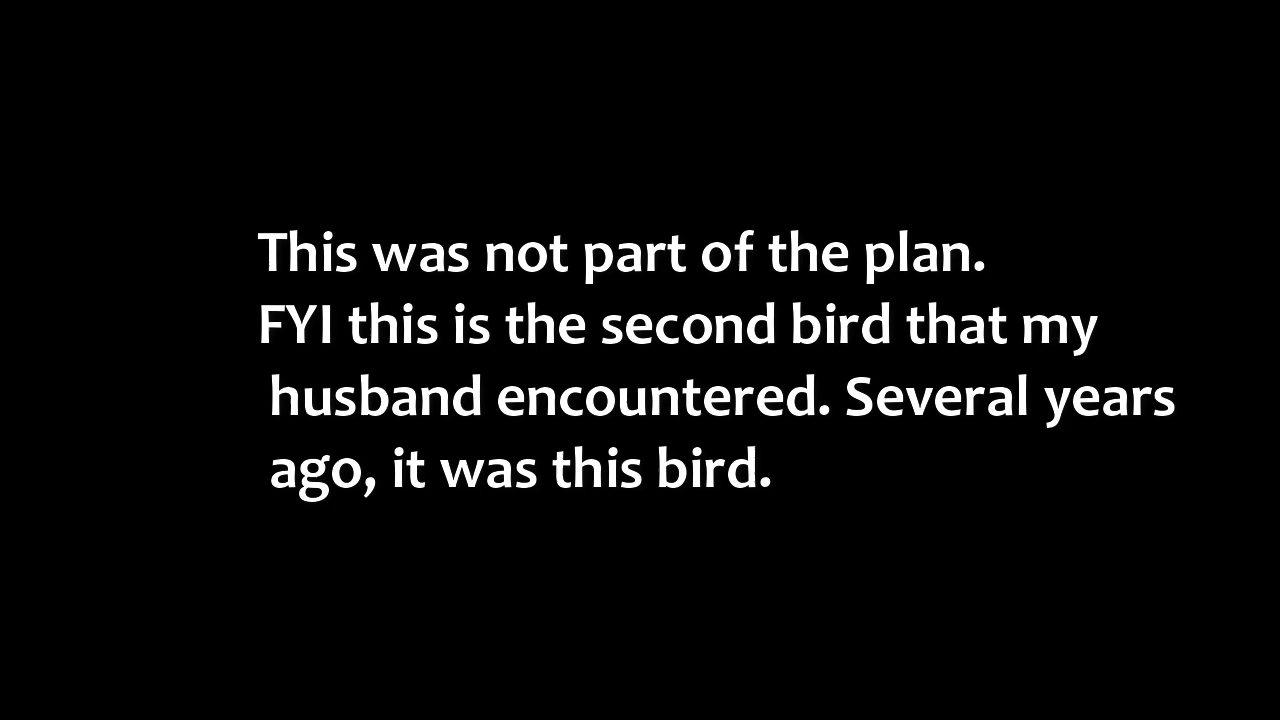 This was not part of the plan.
FYI this is the second bird that my
husband encountered. Several years
ago, it was this bird.